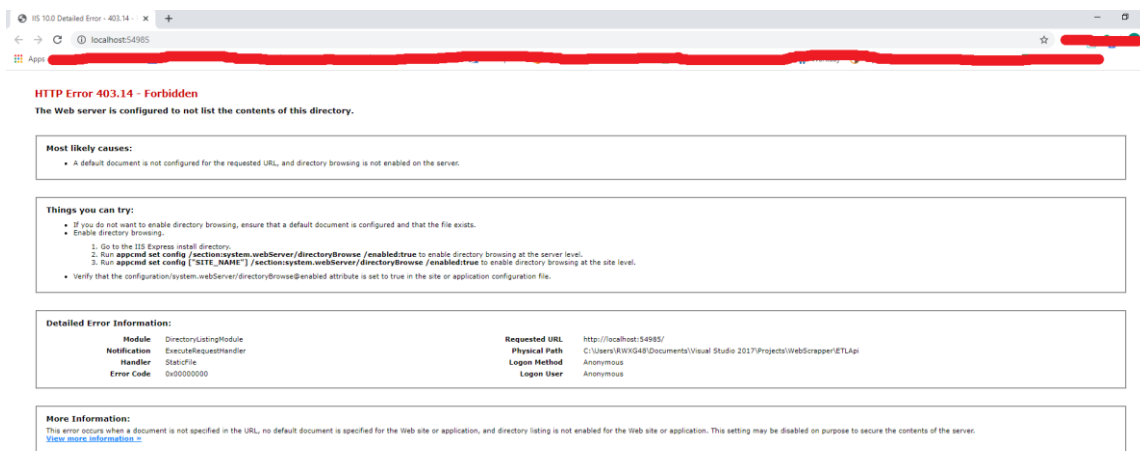 IIS 10.0 Detailed Error - 403.14 -
localhost:54985
Apps
HTTP Error 403.14 - Forbidden
The Web server is configured to not list the contents of this directory.
Most likely causes:
• A default document is not configured for the requested URL, and directory browsing is not enabled on the server.
Things you can try:
• If you do not want to enable directory browsing, ensure that a default document is configured and that the file exists.
• Enable directory browsing.
1. Go to the IIS Express install directory.
2. Run appcmd set config /section:system.webServer/directoryBrowse /enabled:true to enable directory browsing at the server level.
3. Run appcmd set config ["SITE_NAME"] /section:system.webServer/directoryBrowse /enabled:true to enable directory browsing at the site level.
• Verify that the configuration/system.webServer/directoryBrowse@enabled attribute is set to true in the site or application configuration file.
Detailed Error Information:
Module DirectoryListingModule
Notification ExecuteRequestHandler
Handler StaticFile
Error Code 0x00000000
Requested URL http://localhost:54985/
Physical Path C:\Users\RWXG48\Documents\Visual Studio 2017\Projects\WebScrapper\ETLApi
Logon Method Anonymous
Logon User Anonymous
More Information:
This error occurs when a document is not specified in the URL, no default document is specified for the Web site or application, and directory listing is not enabled for the Web site or application. This setting may be disabled on purpose to secure the contents of the server.
View more information »